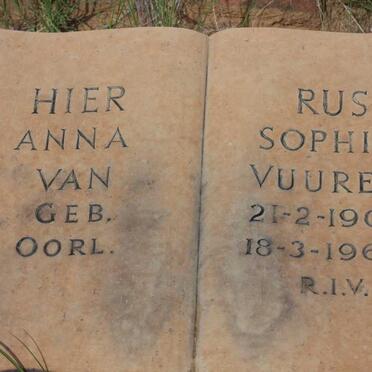 HIER RUS
ANNA SOPHI
VAN VUURE
GEB. 21-2-190
OORL. 18-3-196
R.I.V.